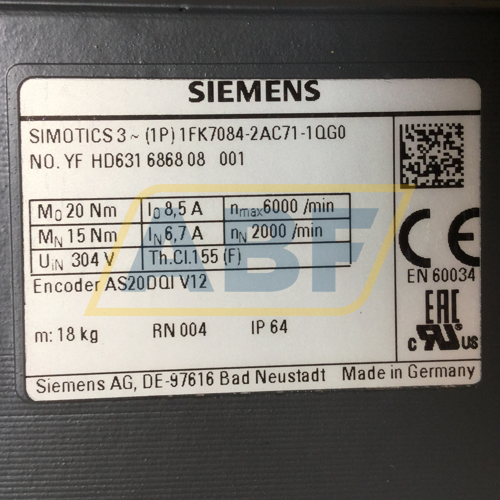 SIEMENS
SIMOTICS 3 ~ (1P) 1FK7084-2AC71-1QG0
NO. YF HD631 6868 08 001
M0 20 Nm I0 8,5 A nmax6000 /min
MN 15 Nm IN 6,7 A nN 2000 /min
UiN 304 V Th.Cl.155 (F)
Encoder AS20DQI V12
CE
EN 60034
m: 18 kg RN 004 IP 64
EAC
c RU US
Siemens AG, DE-97616 Bad Neustadt Made in Germany
ABF